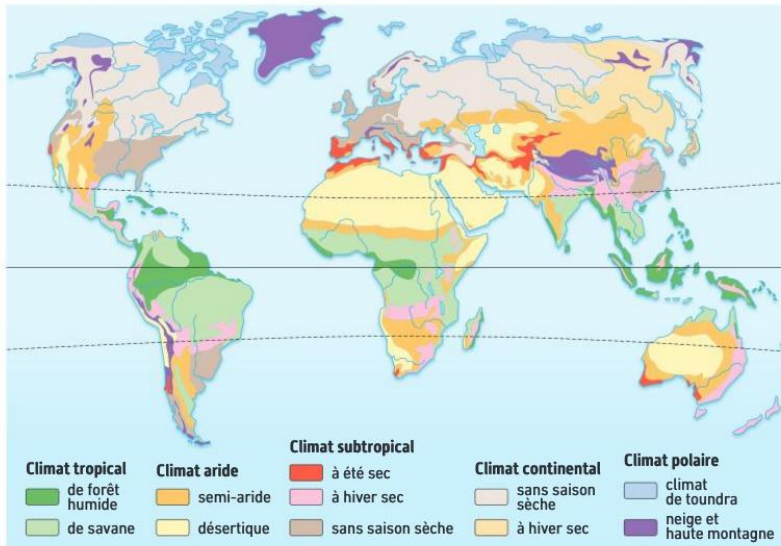 Climat tropical
de forêt
humide
de savane
Climat aride
semi-aride
désertique
Climat subtropical
à été sec
à hiver sec
sans saison sèche
Climat continental
sans saison
sèche
à hiver sec
Climat polaire
climat
de toundra
neige et
haute montagne